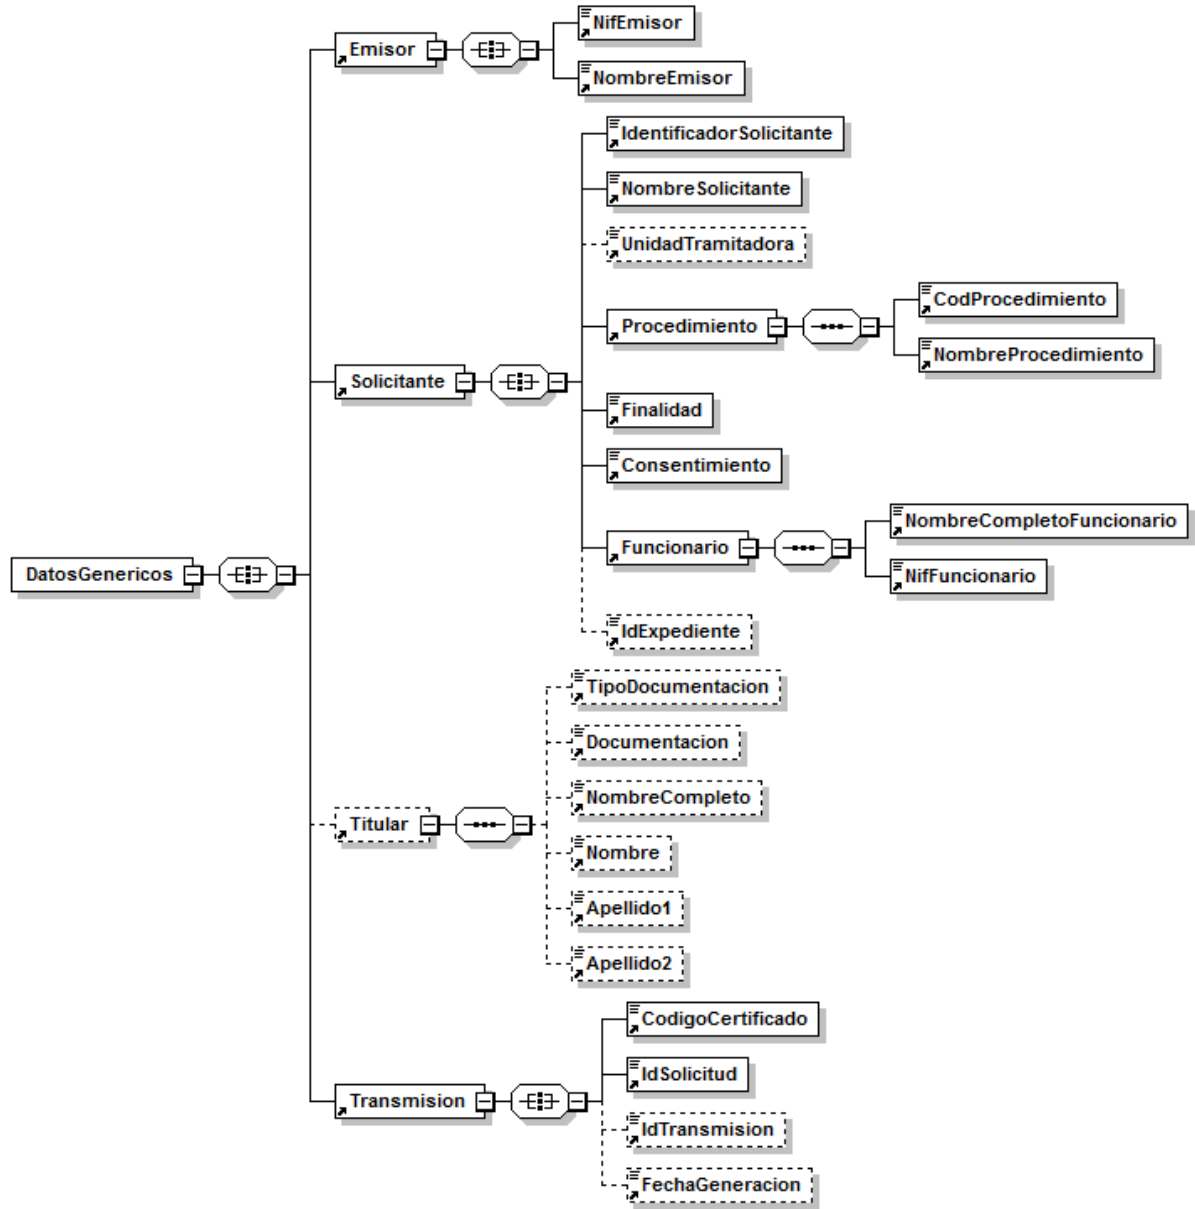 NifEmisor
Emisor
NombreEmisor
IdentificadorSolicitante
NombreSolicitante
UnidadTramitadora
CodProcedimiento
Procedimiento
NombreProcedimiento
Solicitante
Finalidad
Consentimiento
NombreCompletoFuncionario
Funcionario
NifFuncionario
DatosGenericos
IdExpediente
TipoDocumentacion
Documentacion
NombreCompleto
Titular
Nombre
Apellido1
Apellido2
CodigoCertificado
IdSolicitud
Transmision
IdTransmision
FechaGeneracion